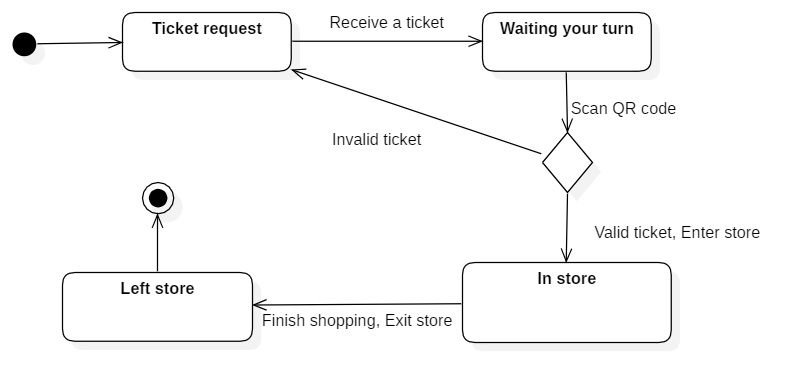 Ticket request
Receive a ticket
Waiting your turn
Scan QR code
Invalid ticket
Valid ticket, Enter store
In store
Left store
Finish shopping, Exit store